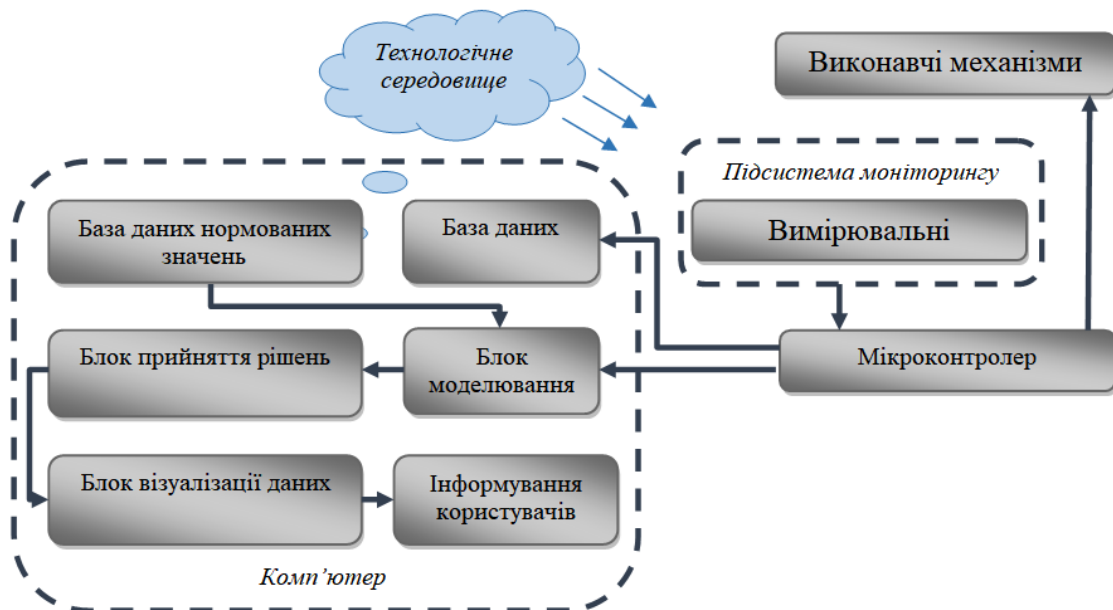 Технологічне
середовище
Виконавчі механізми
Підсистема моніторингу
Вимірювальні
База даних нормованих
значень
База даних
Блок прийняття рішень
Блок
моделювання
Мікроконтролер
Блок візуалізації даних
Інформування
користувачів
Комп’ютер